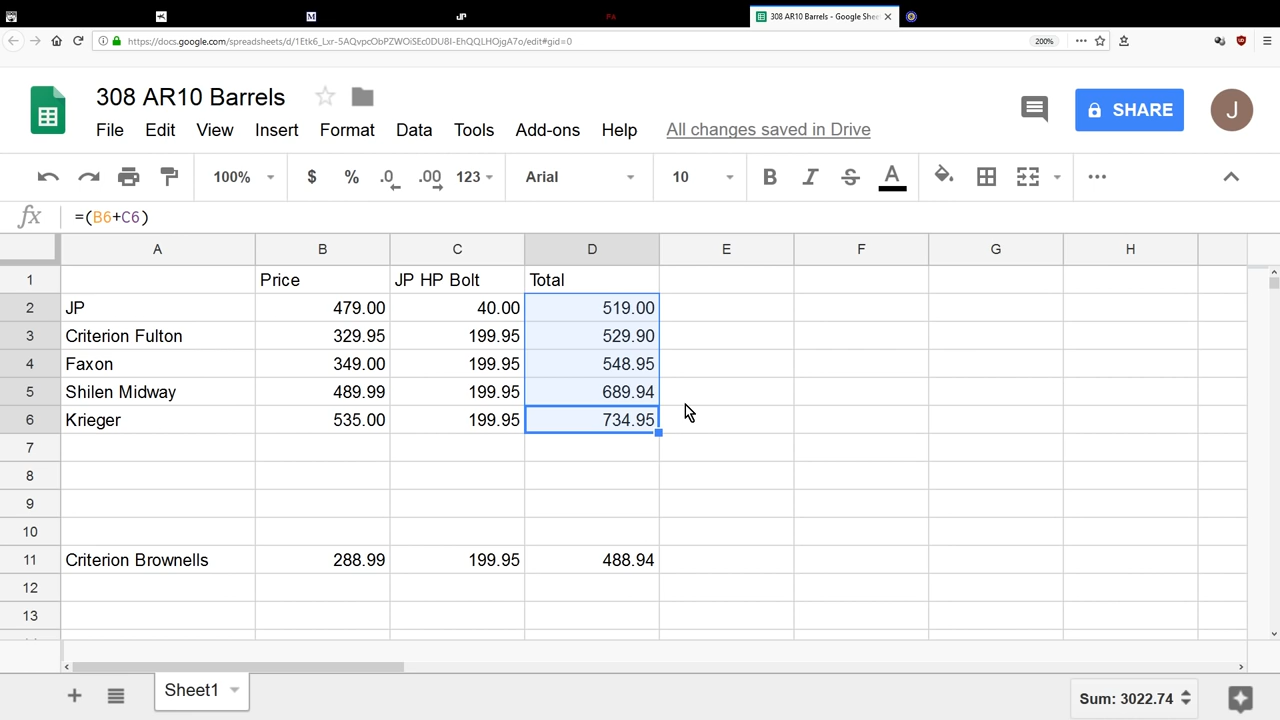 M JP FA 308 AR10 Barrels - Google Shee
https://docs.google.com/spreadsheets/d/1Etk6_Lxr-5AQvpcObPZWOiSEc0DU8I-EhQQLHOjgA7o/edit#gid=0 200%
308 AR10 Barrels
SHARE J
File Edit View Insert Format Data Tools Add-ons Help All changes saved in Drive
100% $ % .0 .00 123 Arial 10 B I S A
fx =(B6+C6)
A B C D E F G H
1 Price JP HP Bolt Total
2 JP 479.00 40.00 519.00
3 Criterion Fulton 329.95 199.95 529.90
4 Faxon 349.00 199.95 548.95
5 Shilen Midway 489.99 199.95 689.94
6 Krieger 535.00 199.95 734.95
7
8
9
10
11 Criterion Brownells 288.99 199.95 488.94
12
13
Sheet1 Sum: 3022.74